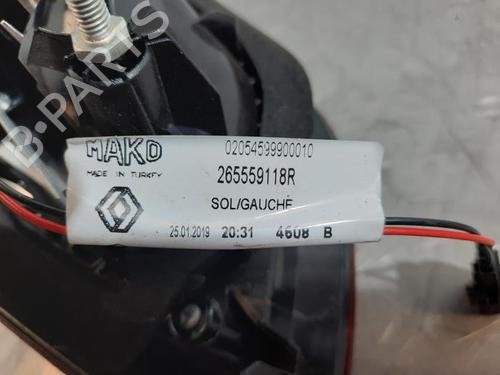 B-PARTS
MAKO 02054599900010
MADE IN TURKEY 265559118R
SOL/GAUCHE
25.01.2019 20:31 4608 B